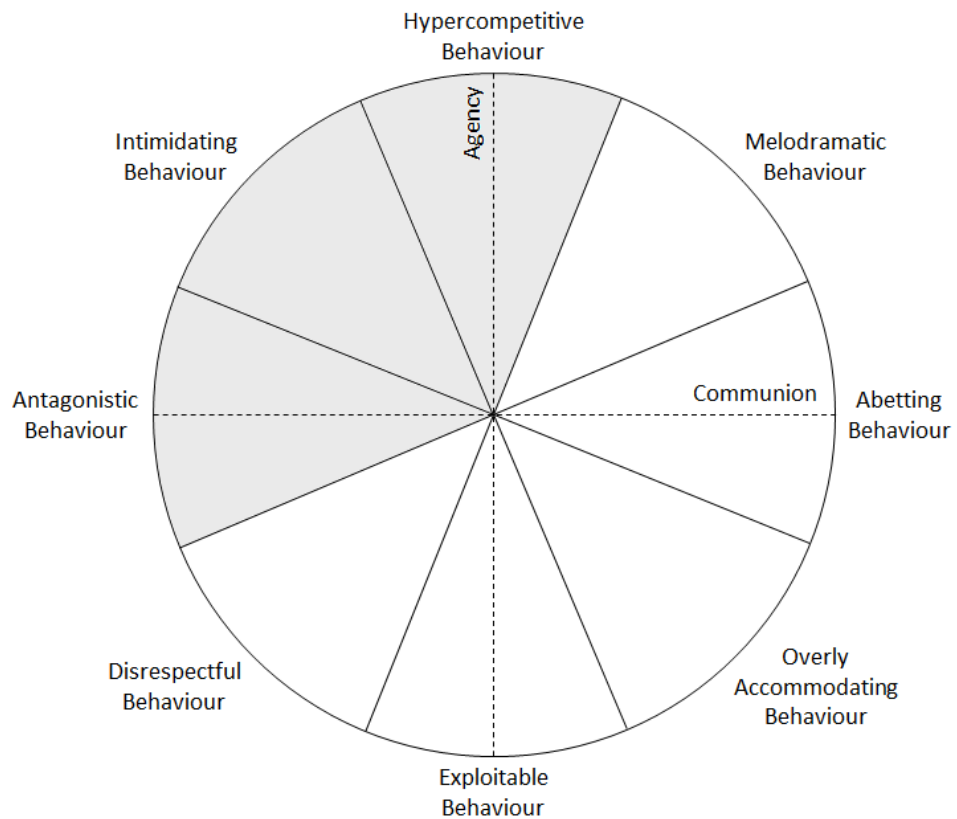 Hypercompetitive
Behaviour
Agency
Intimidating
Behaviour
Melodramatic
Behaviour
Antagonistic
Behaviour
Communion
Abetting
Behaviour
Disrespectful
Behaviour
Overly
Accommodating
Behaviour
Exploitable
Behaviour